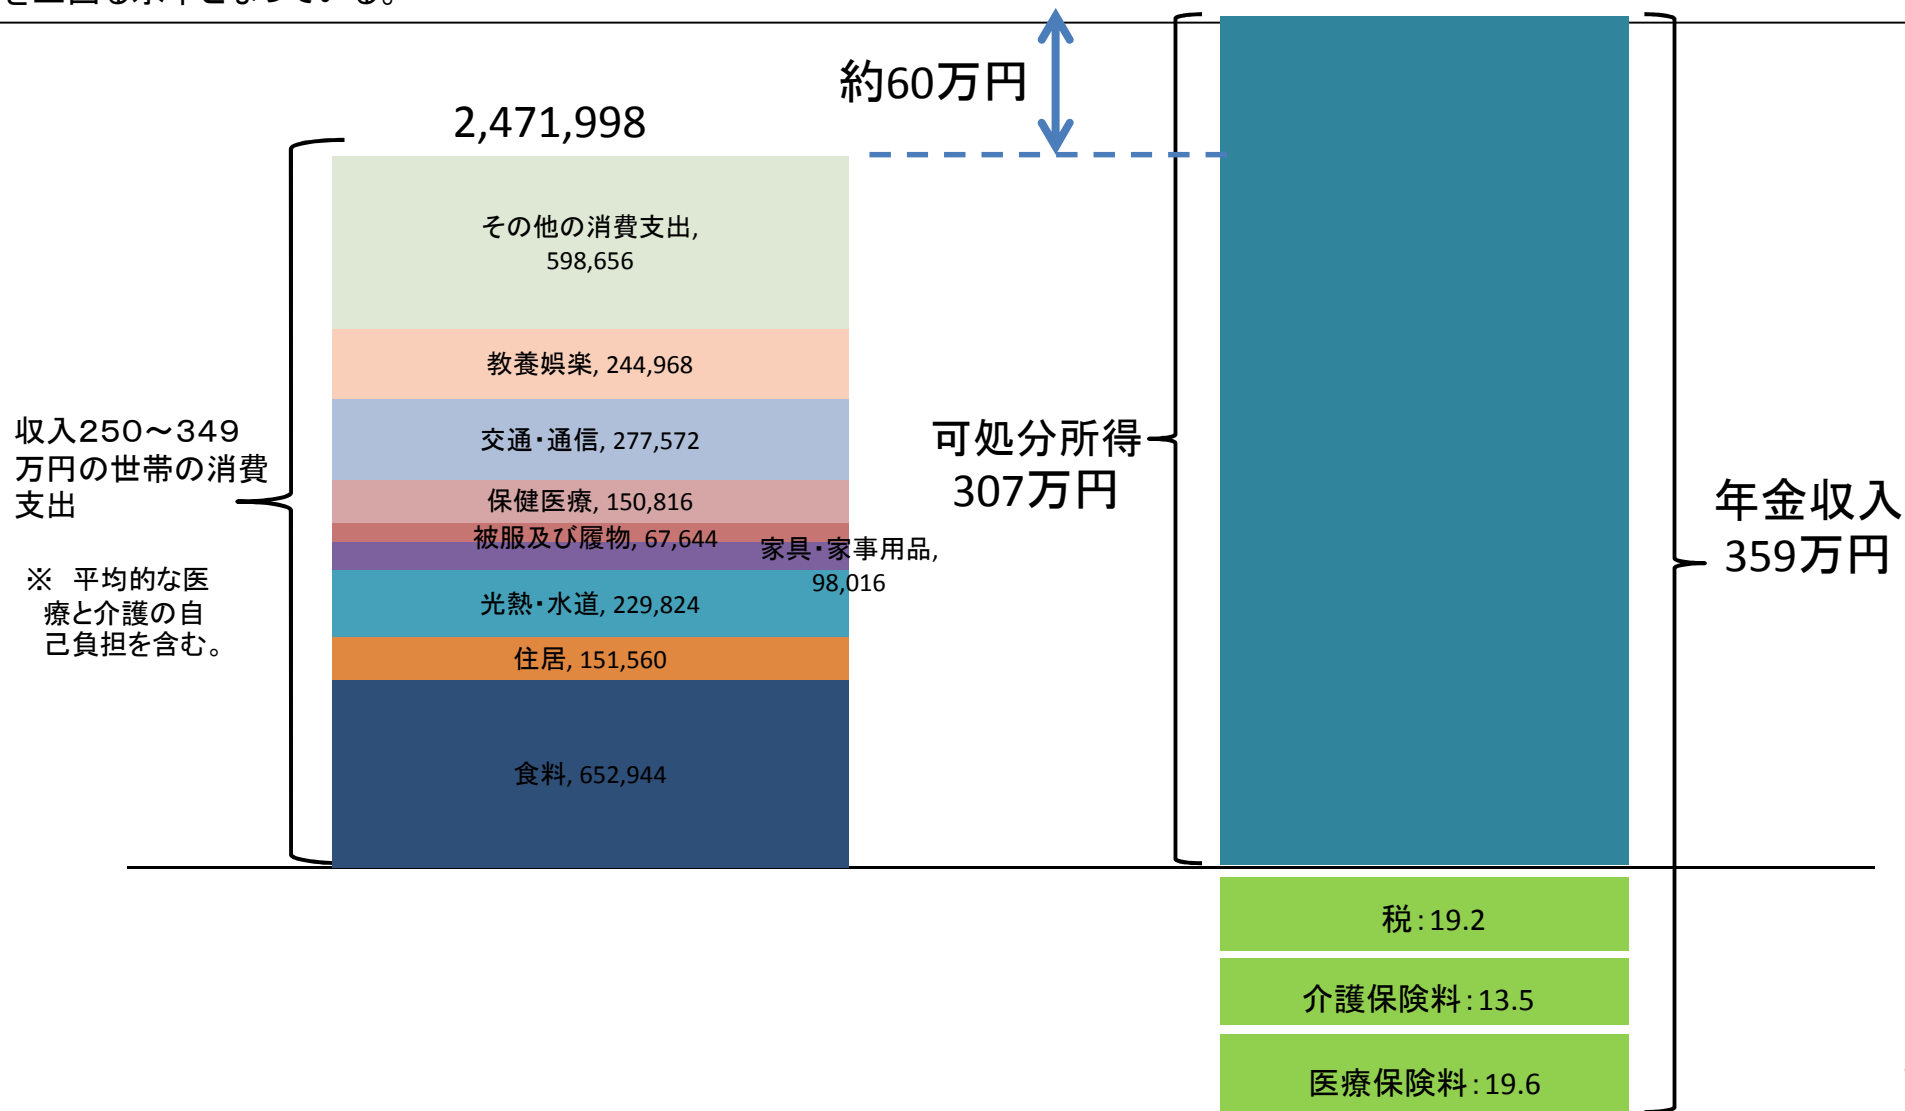 約60万円
2,471,998
その他の消費支出,
598,656
教養娯楽, 244,968
交通・通信, 277,572
保健医療, 150,816
被服及び履物, 67,644
家具・家事用品,
98,016
光熱・水道, 229,824
住居, 151,560
食料, 652,944
収入250～349
万円の世帯の消費
支出
※ 平均的な医
療と介護の自
己負担を含む。
可処分所得
307万円
年金収入
359万円
税：19.2
介護保険料：13.5
医療保険料：19.6